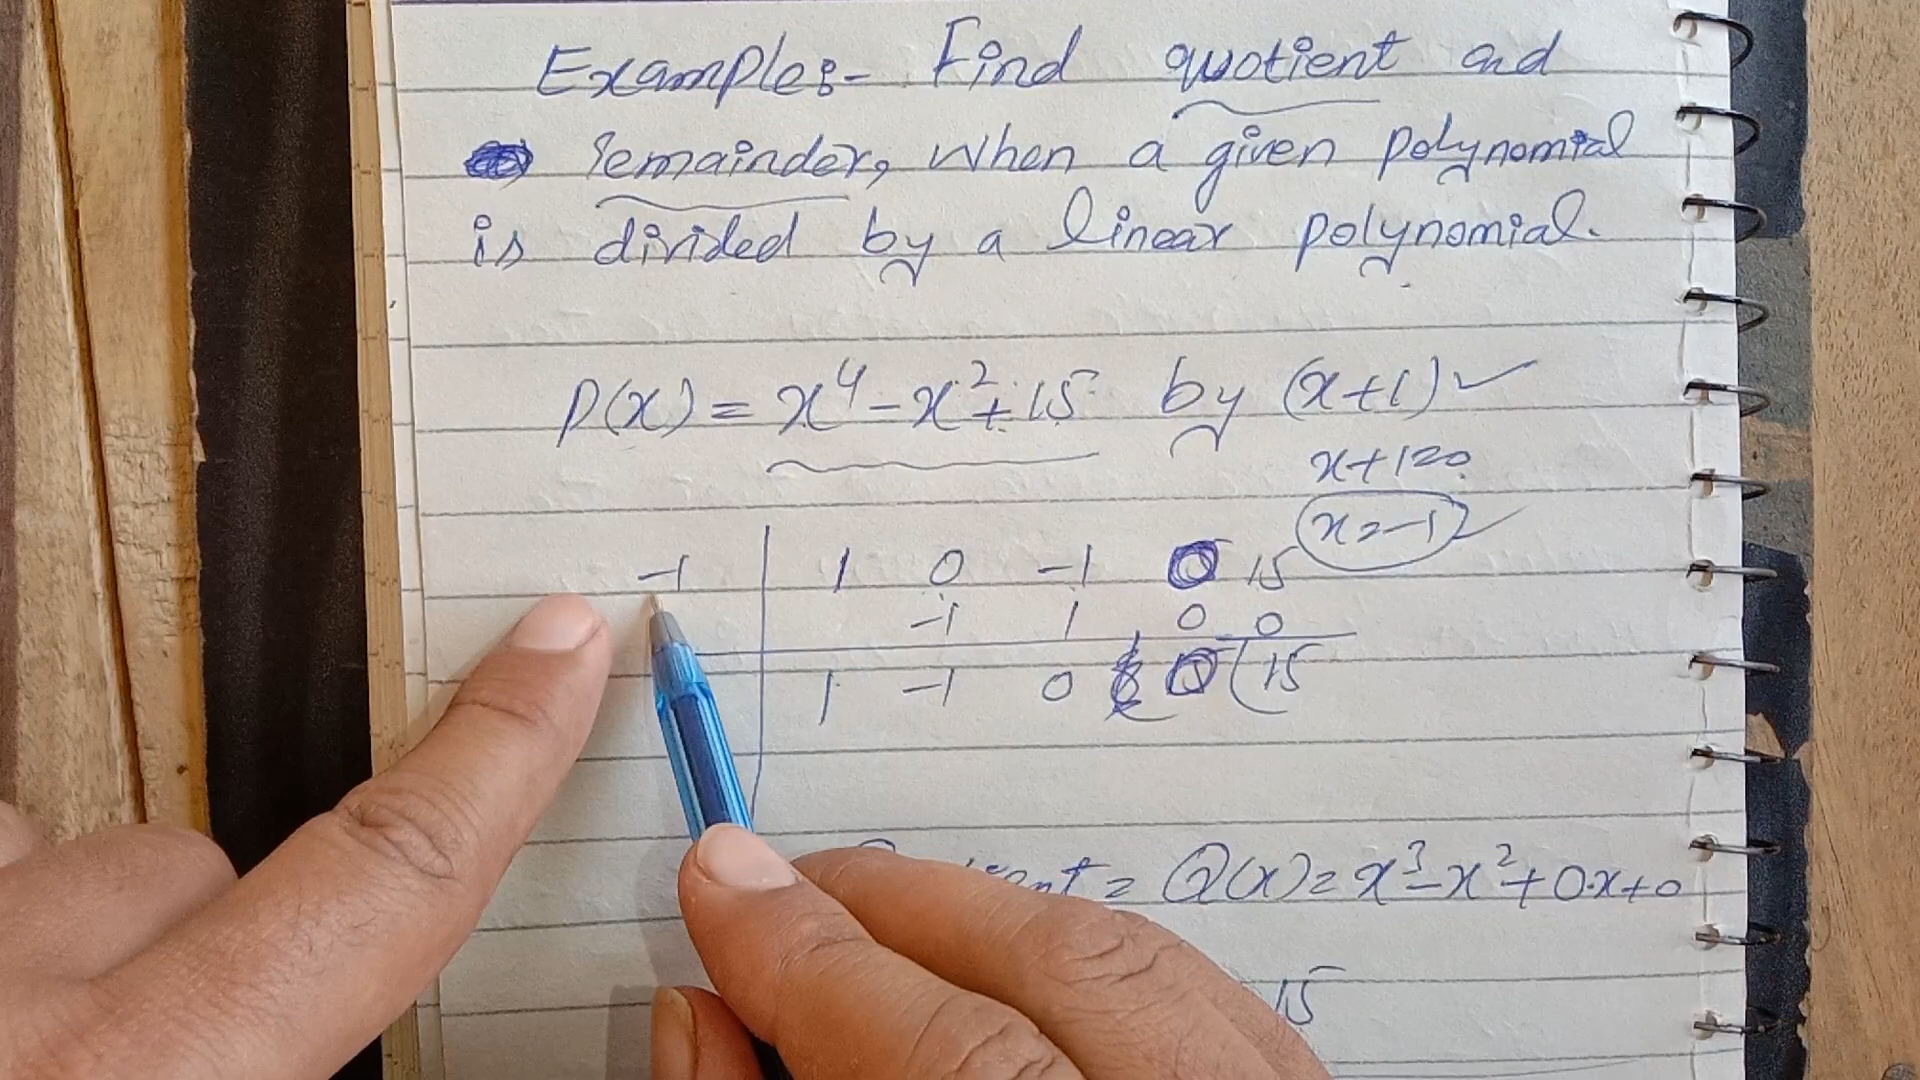 Example:- Find quotient and
remainder, when a given polynomial
is divided by a linear polynomial.
P(x) = x⁴ - x² + 15 by (x+1) ✓
x+1=0
x=-1 ✓
-1 | 1 0 -1 0 15
-1 1 0 0
1 -1 0 0 15
= Q(x) = x³ - x² + 0·x + 0
15